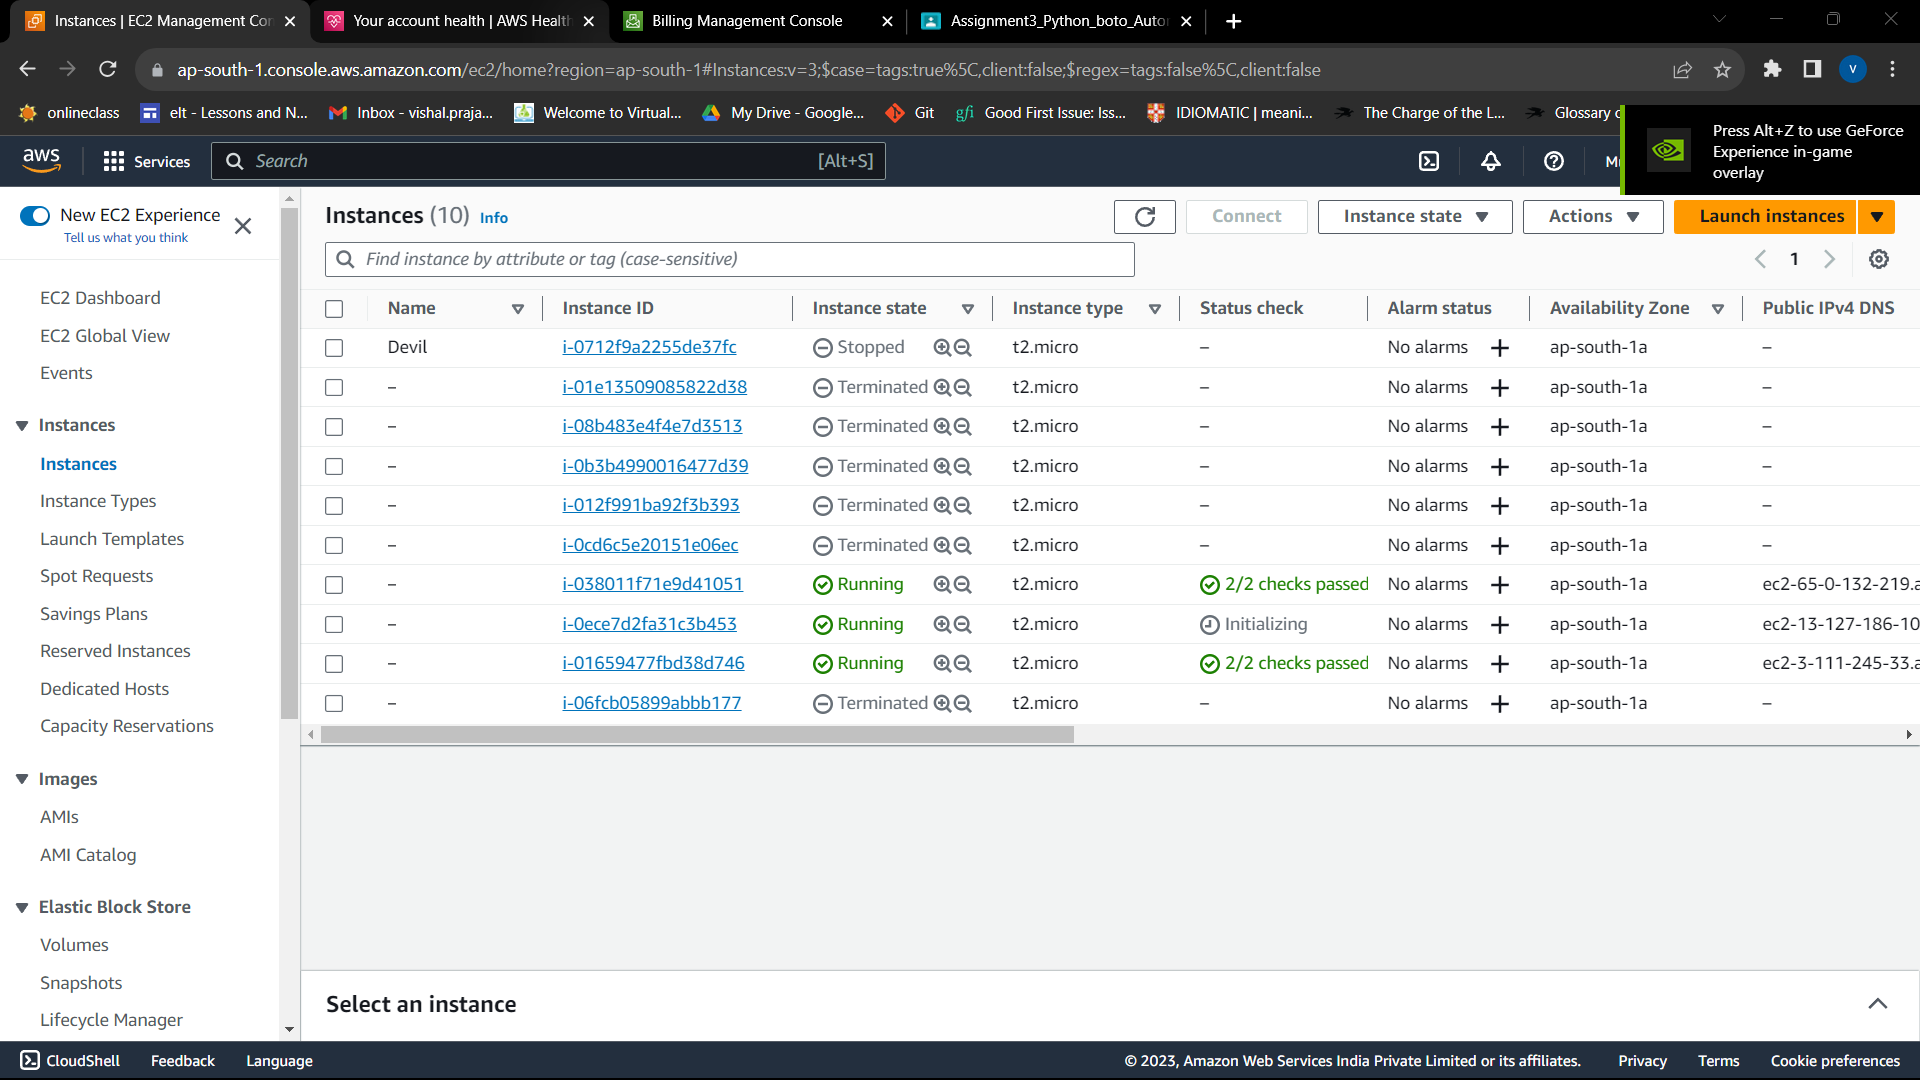 Instances | EC2 Management Con
Your account health | AWS Health
Billing Management Console
Assignment3_Python_boto_Auto
ap-south-1.console.aws.amazon.com/ec2/home?region=ap-south-1#Instances:v=3;$case=tags:true%5C,client:false;$regex=tags:false%5C,client:false
v
onlineclass
elt - Lessons and N...
Inbox - vishal.praja...
Welcome to Virtual...
My Drive - Google...
Git
gfi Good First Issue: Iss...
IDIOMATIC | meani...
The Charge of the L...
Glossary
Press Alt+Z to use GeForce
Experience in-game
overlay
aws
Services
Search
[Alt+S]
New EC2 Experience
Tell us what you think
EC2 Dashboard
EC2 Global View
Events
Instances
Instances
Instance Types
Launch Templates
Spot Requests
Savings Plans
Reserved Instances
Dedicated Hosts
Capacity Reservations
Images
AMIs
AMI Catalog
Elastic Block Store
Volumes
Snapshots
Lifecycle Manager
Instances (10) Info
Connect
Instance state
Actions
Launch instances
Find instance by attribute or tag (case-sensitive)
1
Name Instance ID Instance state Instance type Status check Alarm status Availability Zone Public IPv4 DNS
Devil i-0712f9a2255de37fc Stopped t2.micro – No alarms + ap-south-1a –
– i-01e13509085822d38 Terminated t2.micro – No alarms + ap-south-1a –
– i-08b483e4f4e7d3513 Terminated t2.micro – No alarms + ap-south-1a –
– i-0b3b4990016477d39 Terminated t2.micro – No alarms + ap-south-1a –
– i-012f991ba92f3b393 Terminated t2.micro – No alarms + ap-south-1a –
– i-0cd6c5e20151e06ec Terminated t2.micro – No alarms + ap-south-1a –
– i-038011f71e9d41051 Running t2.micro 2/2 checks passed No alarms + ap-south-1a ec2-65-0-132-219.a
– i-0ece7d2fa31c3b453 Running t2.micro Initializing No alarms + ap-south-1a ec2-13-127-186-10
– i-01659477fbd38d746 Running t2.micro 2/2 checks passed No alarms + ap-south-1a ec2-3-111-245-33.a
– i-06fcb05899abbb177 Terminated t2.micro – No alarms + ap-south-1a –
Select an instance
CloudShell
Feedback
Language
© 2023, Amazon Web Services India Private Limited or its affiliates.
Privacy
Terms
Cookie preferences